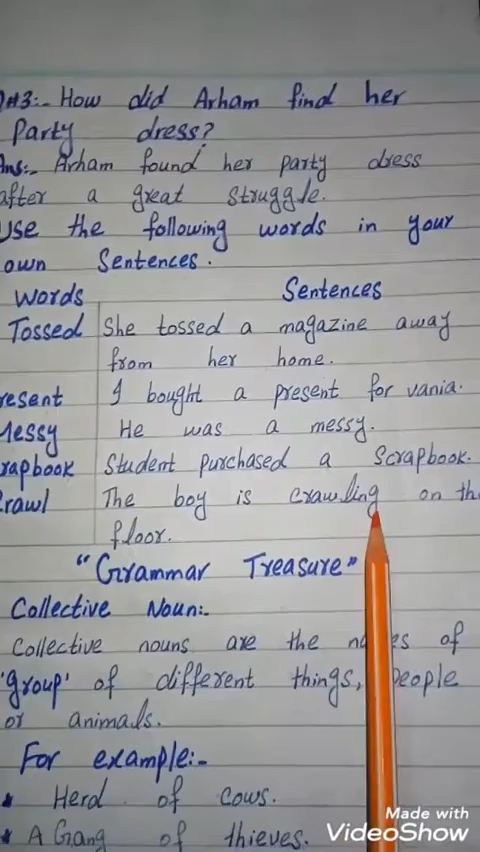 #3:- How did Arham find her
Party dress?
Ans:- Arham found her party dress
after a great struggle.
Use the following words in your
own Sentences.
Words Sentences
Tossed She tossed a magazine away
from her home.
resent I bought a present for vania.
Messy He was a messy.
rapbook Student purchased a Scrapbook.
Crawl The boy is crawling on the
floor.
"Grammar Treasure"
Collective Noun:-
Collective nouns are the of
'group' of different things, people
or animals.
For example:-
* Herd of cows.
* A Gang of thieves.
Made with
VideoShow